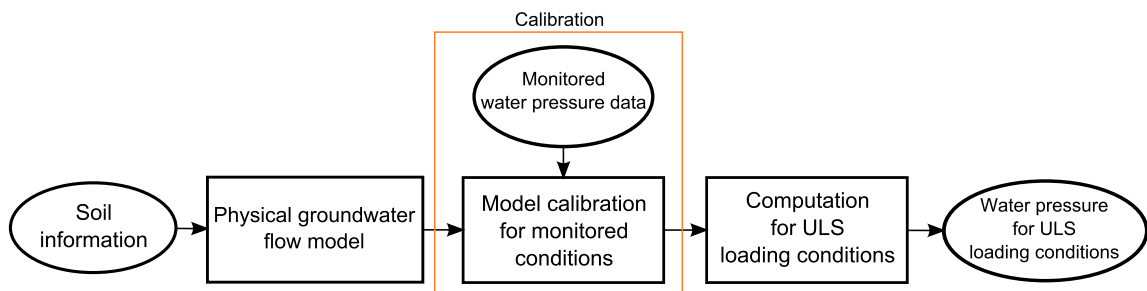 Calibration
Monitored
water pressure data
Soil
information
Physical groundwater
flow model
Model calibration
for monitored
conditions
Computation
for ULS
loading conditions
Water pressure
for ULS
loading conditions